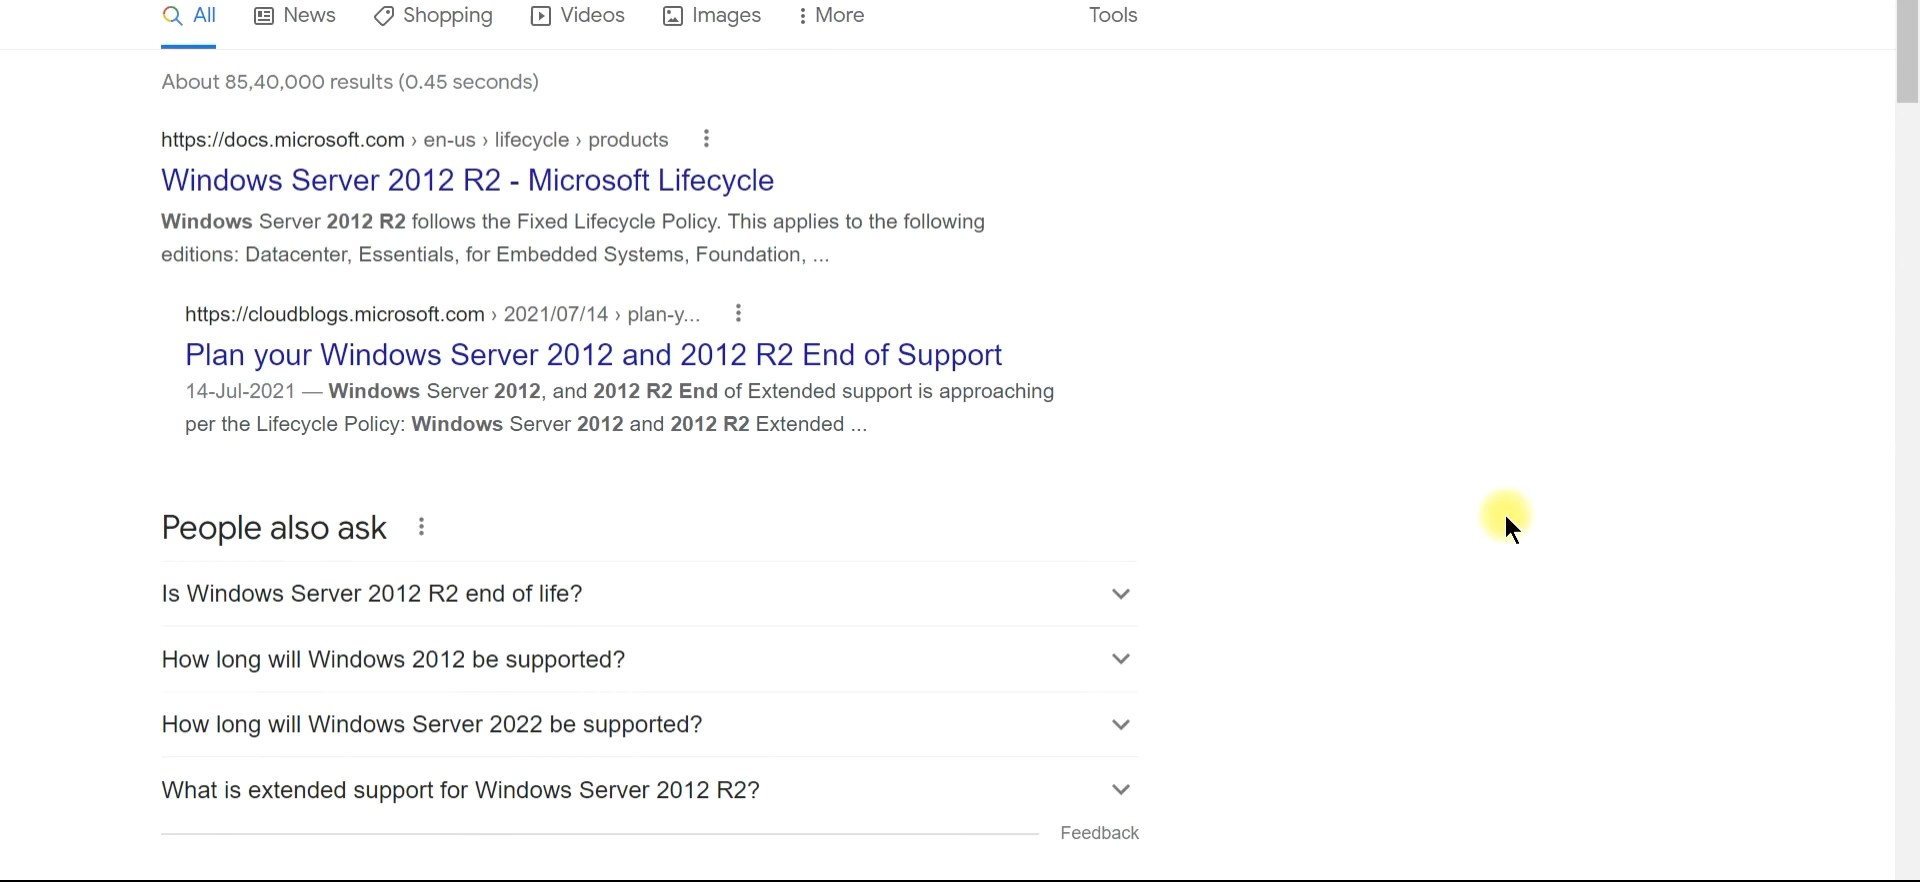 All News Shopping Videos Images More Tools
About 85,40,000 results (0.45 seconds)
https://docs.microsoft.com › en-us › lifecycle › products
Windows Server 2012 R2 - Microsoft Lifecycle
Windows Server 2012 R2 follows the Fixed Lifecycle Policy. This applies to the following
editions: Datacenter, Essentials, for Embedded Systems, Foundation, ...
https://cloudblogs.microsoft.com › 2021/07/14 › plan-y...
Plan your Windows Server 2012 and 2012 R2 End of Support
14-Jul-2021 — Windows Server 2012, and 2012 R2 End of Extended support is approaching
per the Lifecycle Policy: Windows Server 2012 and 2012 R2 Extended ...
People also ask
Is Windows Server 2012 R2 end of life?
How long will Windows 2012 be supported?
How long will Windows Server 2022 be supported?
What is extended support for Windows Server 2012 R2?
Feedback